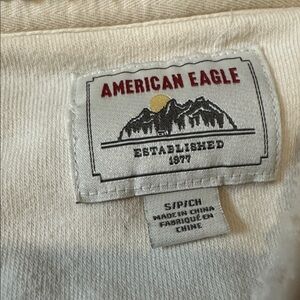 AMERICAN EAGLE
ESTABLISHED
1977
S/P/CH
MADE IN CHINA
FABRIQUÉ EN
CHINE